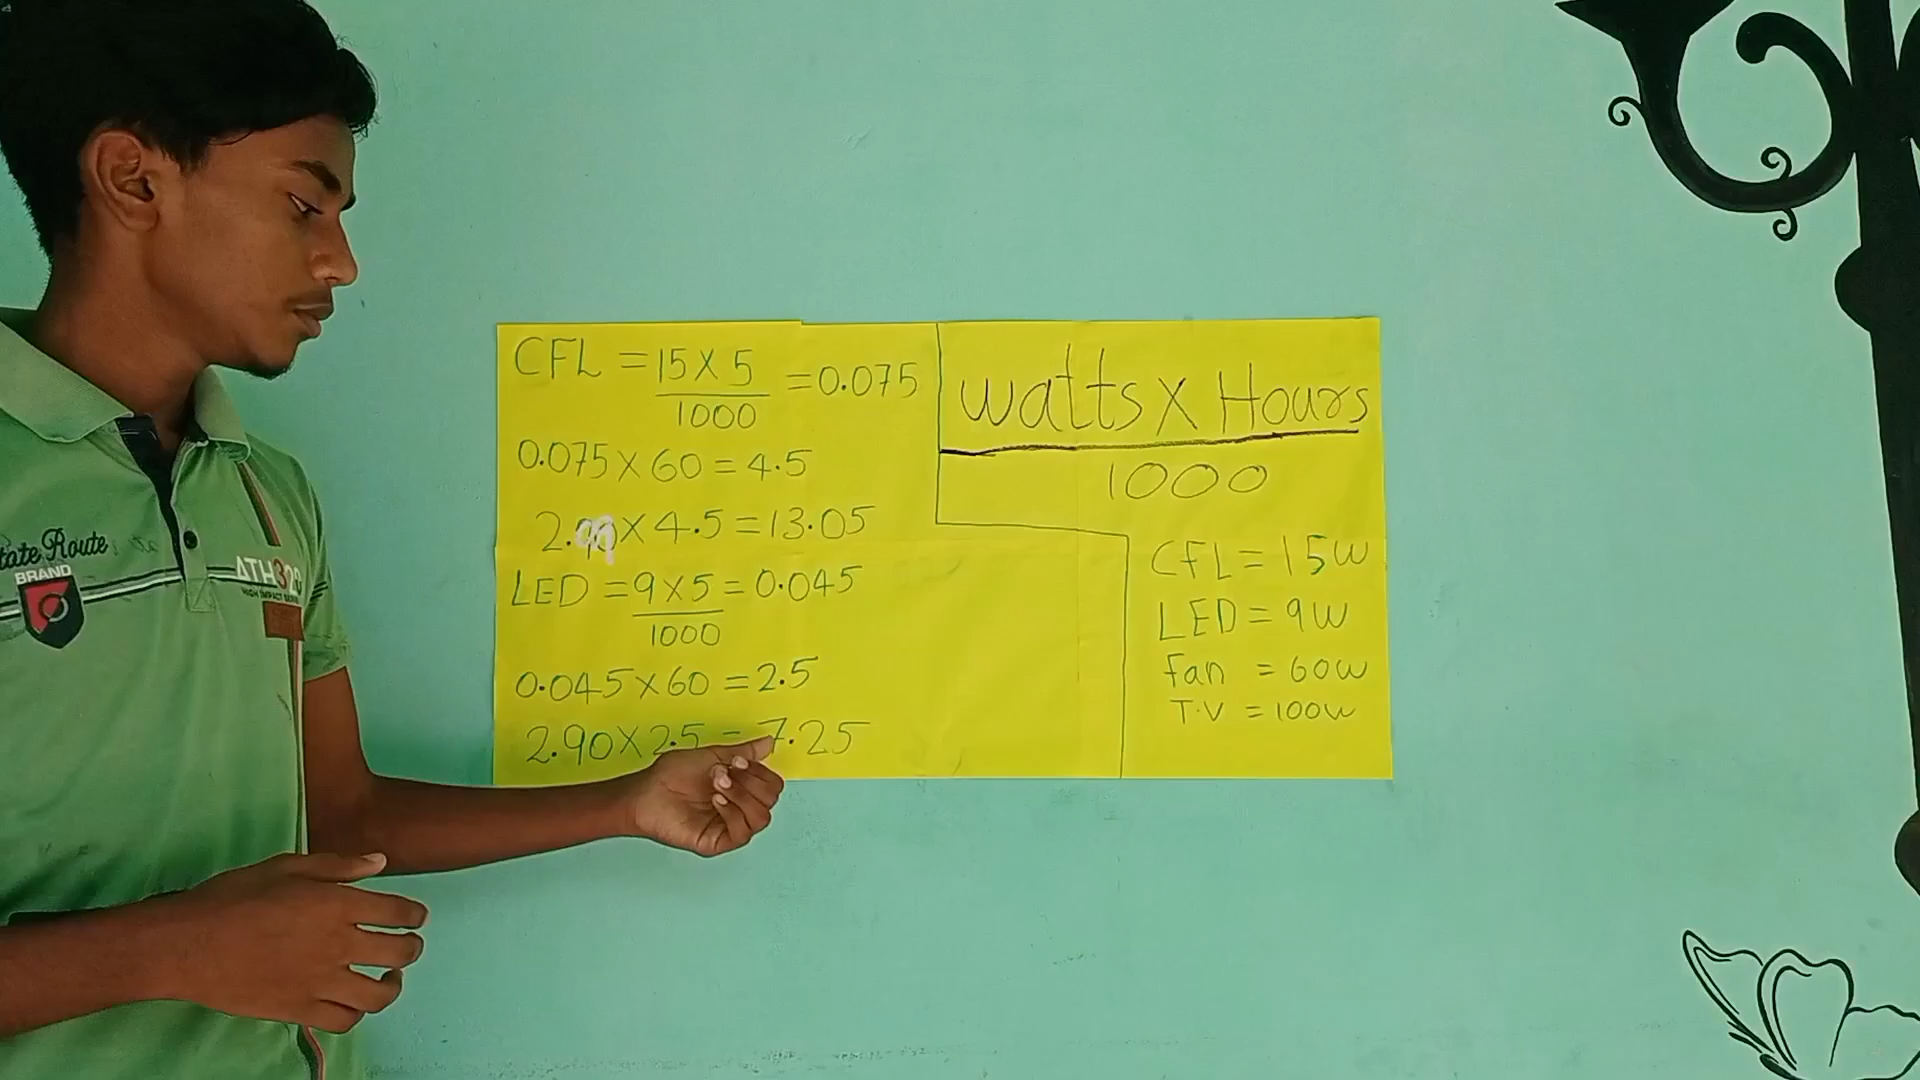 CFL = 15 X 5 = 0.075
1000
0.075 X 60 = 4.5
2.90 X 4.5 = 13.05
LED = 9 X 5 = 0.045
1000
0.045 X 60 = 2.5
2.90 X 2.5 = 7.25
watts X Hours
1000
CFL = 15W
LED = 9W
Fan = 60W
T.V = 100W
tate Route
BRAND
ATH